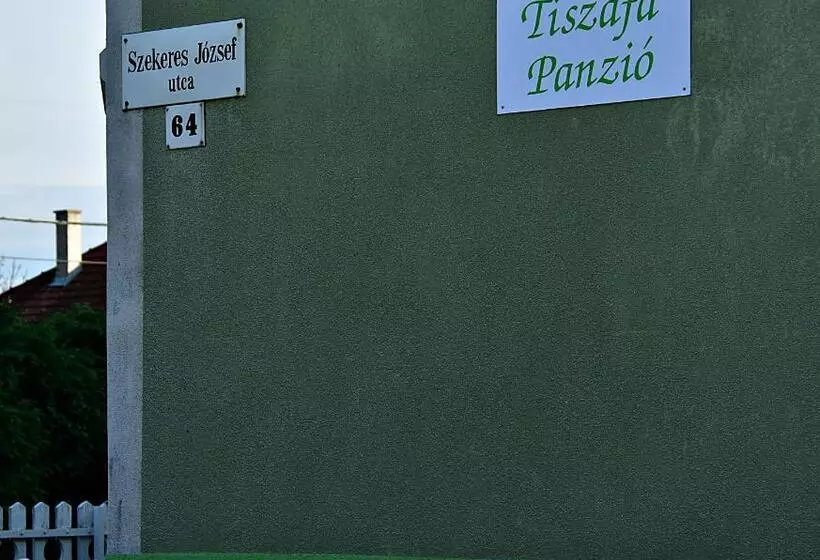 Szekeres József
utca
64
Tiszafa
Panzió